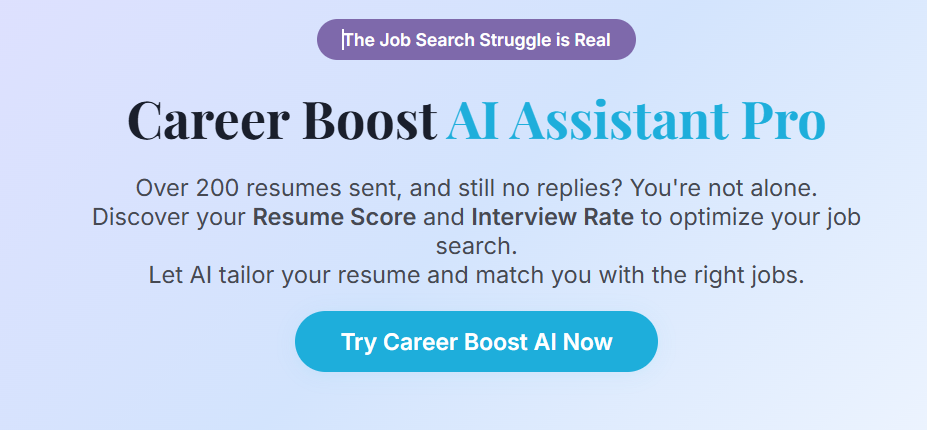 The Job Search Struggle is Real
Career Boost AI Assistant Pro
Over 200 resumes sent, and still no replies? You're not alone.
Discover your Resume Score and Interview Rate to optimize your job
search.
Let AI tailor your resume and match you with the right jobs.
Try Career Boost AI Now